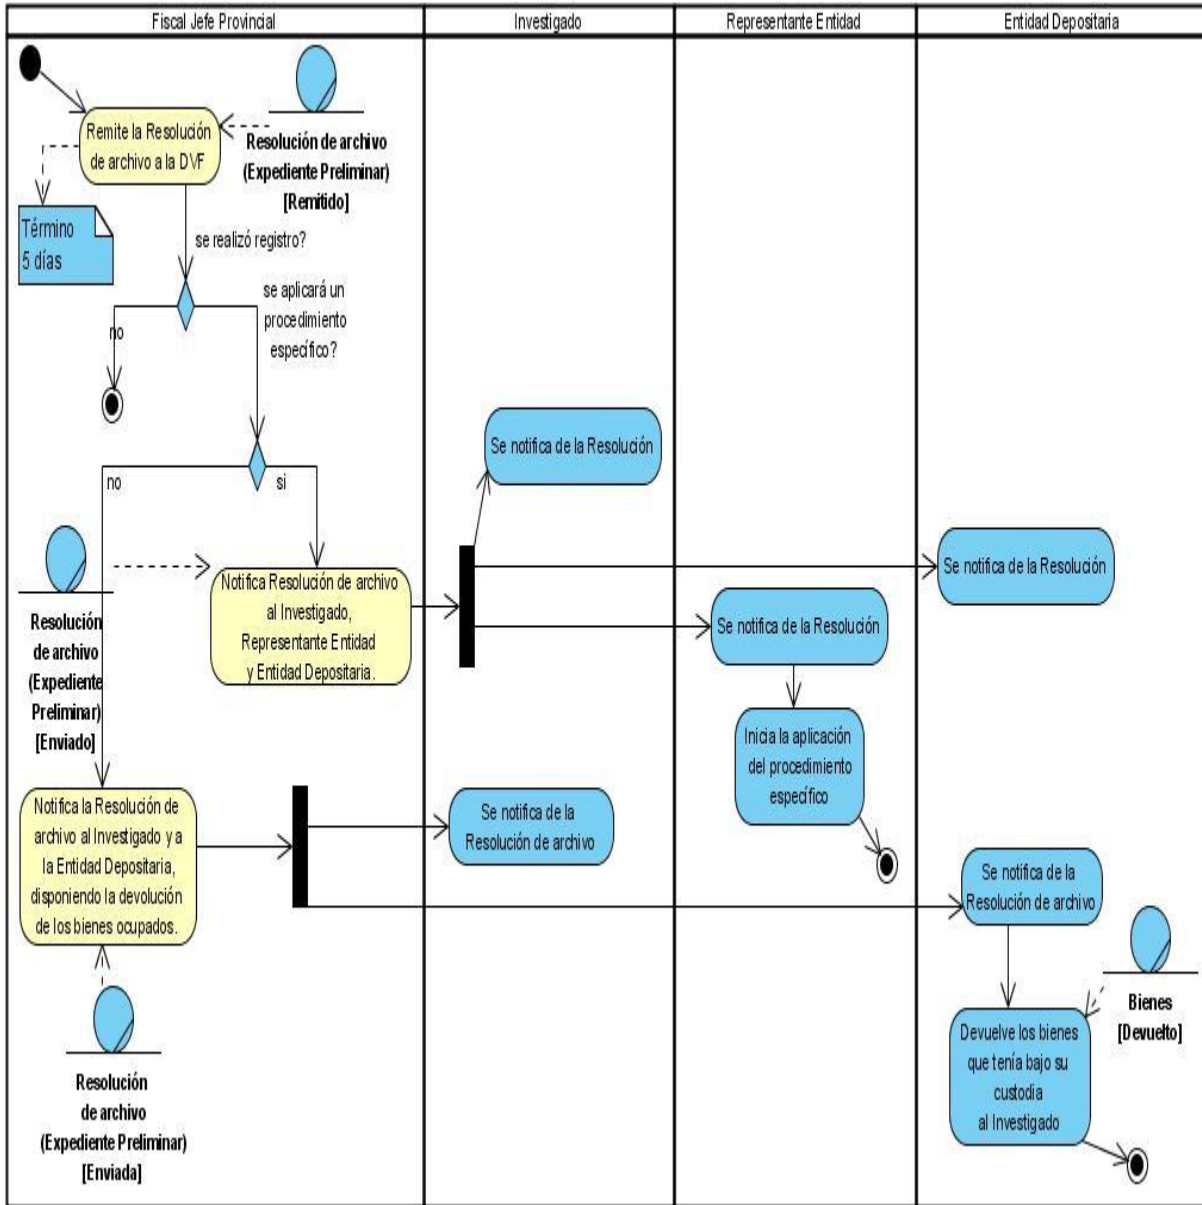 Fiscal Jefe Provincial
Investigado
Representante Entidad
Entidad Depositaria
Remite la Resolución
de archivo a la DVF
Resolución de archivo
(Expediente Preliminar)
[Remitido]
Término
5 días
se realizó registro?
se aplicará un
procedimiento
específico?
no
no
si
Se notifica de la Resolución
Se notifica de la Resolución
Resolución
de archivo
(Expediente
Preliminar)
[Enviado]
Notifica Resolución de archivo
al Investigado,
Representante Entidad
y Entidad Depositaria.
Se notifica de la Resolución
Inicia la aplicación
del procedimiento
específico
Notifica la Resolución de
archivo al Investigado y a
la Entidad Depositaria,
disponiendo la devolución
de los bienes ocupados.
Se notifica de la
Resolución de archivo
Se notifica de la
Resolución de archivo
Bienes
[Devuelto]
Devuelve los bienes
que tenía bajo su
custodia
al Investigado
Resolución
de archivo
(Expediente Preliminar)
[Enviada]